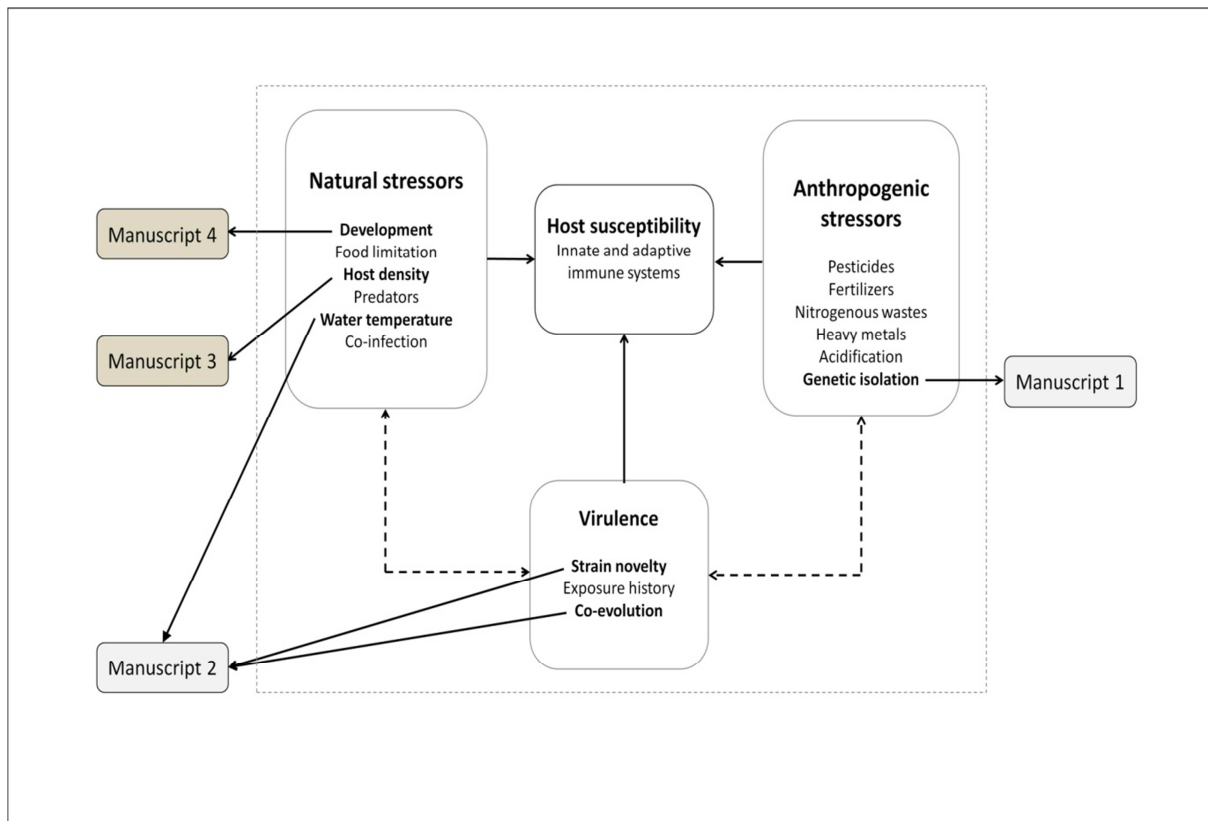 Natural stressors
Development
Food limitation
Host density
Predators
Water temperature
Co-infection
Host susceptibility
Innate and adaptive
immune systems
Anthropogenic
stressors
Pesticides
Fertilizers
Nitrogenous wastes
Heavy metals
Acidification
Genetic isolation
Manuscript 4
Manuscript 3
Manuscript 1
Virulence
Strain novelty
Exposure history
Co-evolution
Manuscript 2